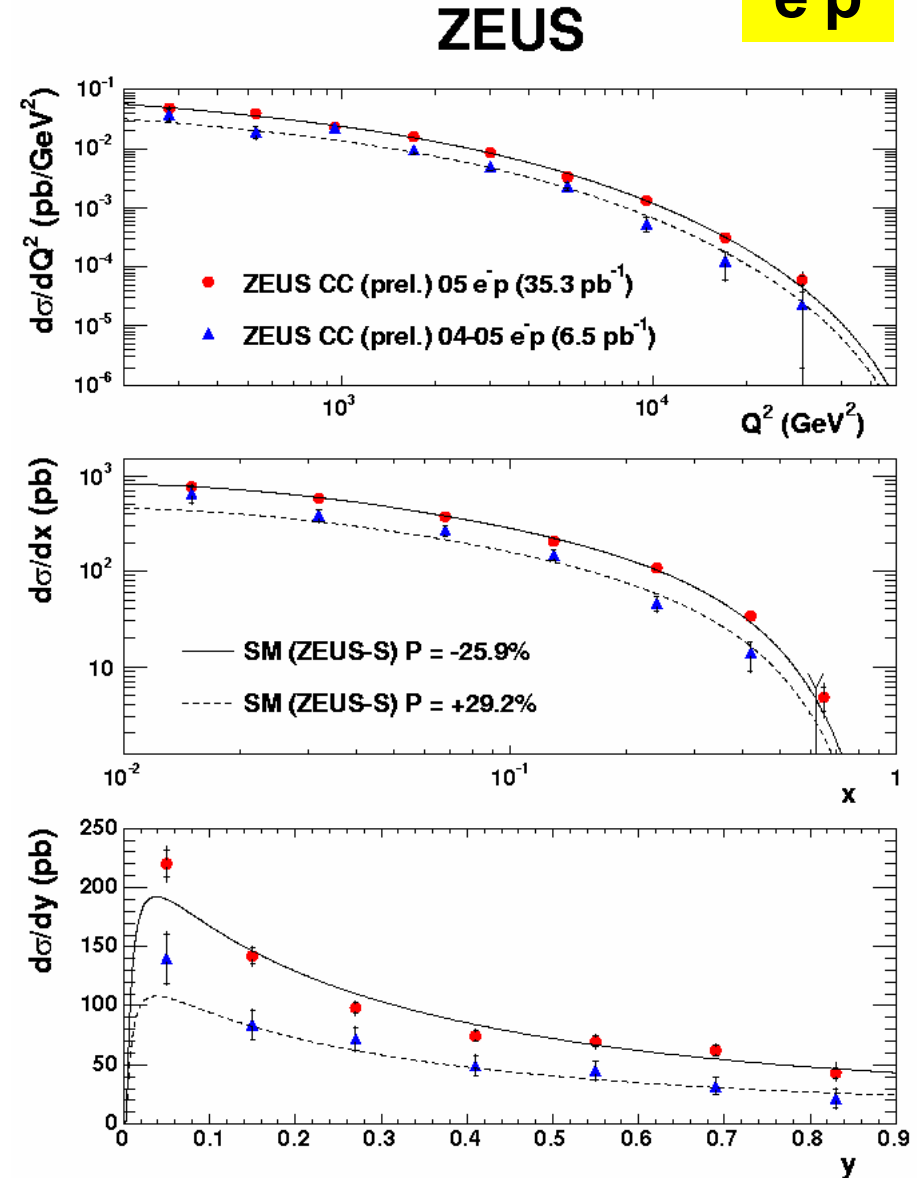 ZEUS
e⁻p
dσ/dQ² (pb/GeV²)
10⁻¹
10⁻²
10⁻³
10⁻⁴
10⁻⁵
10⁻⁶
ZEUS CC (prel.) 05 e⁻p (35.3 pb⁻¹)
ZEUS CC (prel.) 04-05 e⁻p (6.5 pb⁻¹)
10³ 10⁴
Q² (GeV²)
dσ/dx (pb)
10³
10²
10
SM (ZEUS-S) P = -25.9%
SM (ZEUS-S) P = +29.2%
10⁻² 10⁻¹ 1
x
dσ/dy (pb)
250
200
150
100
50
0
0 0.1 0.2 0.3 0.4 0.5 0.6 0.7 0.8 0.9
y